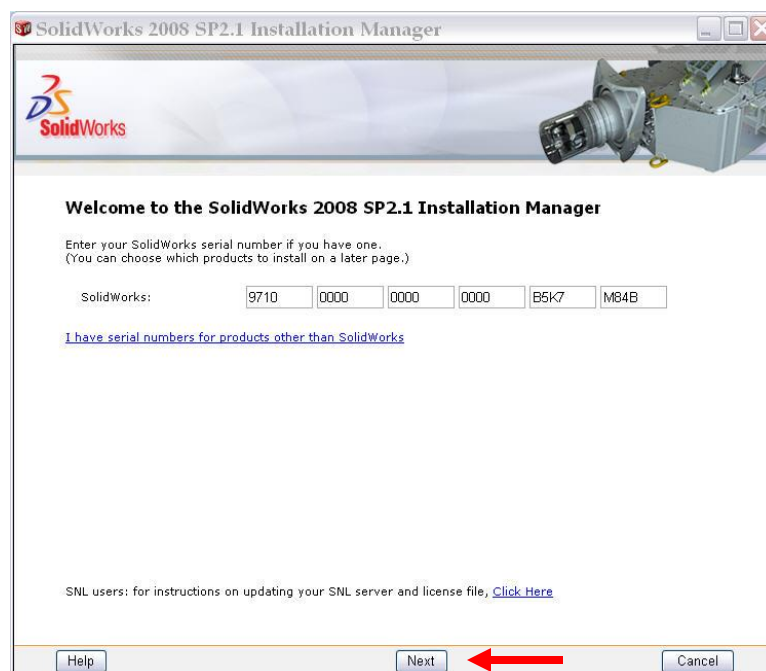 SolidWorks 2008 SP2.1 Installation Manager
SolidWorks
Welcome to the SolidWorks 2008 SP2.1 Installation Manager
Enter your SolidWorks serial number if you have one.
(You can choose which products to install on a later page.)
SolidWorks: 9710 0000 0000 0000 B5K7 M84B
I have serial numbers for products other than SolidWorks
SNL users: for instructions on updating your SNL server and license file, Click Here
Help Next Cancel